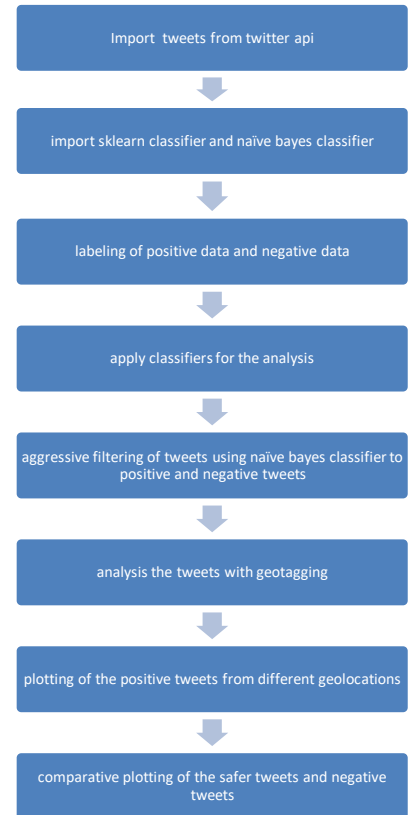 Import tweets from twitter api
import sklearn classifier and naïve bayes classifier
labeling of positive data and negative data
apply classifiers for the analysis
aggressive filtering of tweets using naïve bayes classifier to
positive and negative tweets
analysis the tweets with geotagging
plotting of the positive tweets from different geolocations
comparative plotting of the safer tweets and negative
tweets